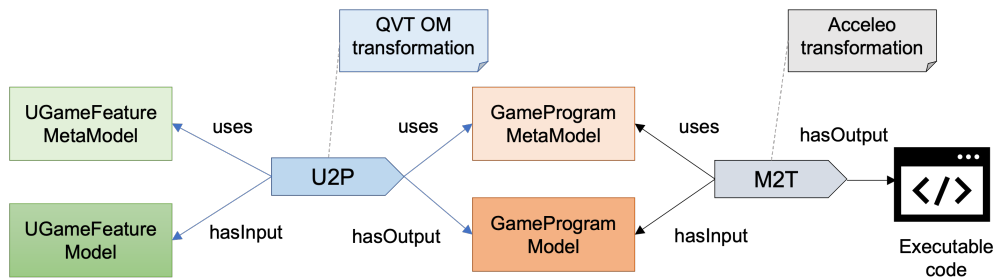 QVT OM
transformation
Acceleo
transformation
UGameFeature
MetaModel
uses
uses
GameProgram
MetaModel
uses
hasOutput
U2P
M2T
</>
UGameFeature
Model
hasInput
hasOutput
GameProgram
Model
hasInput
Executable
code